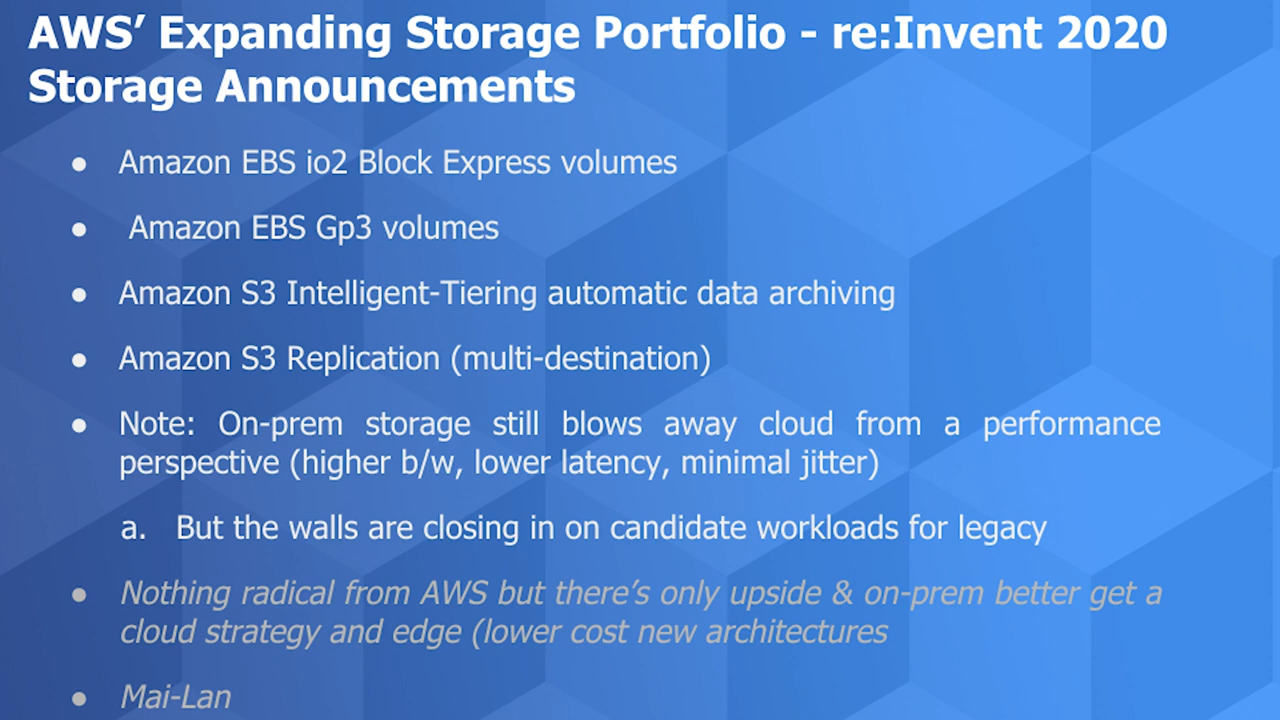 AWS’ Expanding Storage Portfolio - re:Invent 2020
Storage Announcements
● Amazon EBS io2 Block Express volumes
● Amazon EBS Gp3 volumes
● Amazon S3 Intelligent-Tiering automatic data archiving
● Amazon S3 Replication (multi-destination)
● Note: On-prem storage still blows away cloud from a performance
perspective (higher b/w, lower latency, minimal jitter)
a. But the walls are closing in on candidate workloads for legacy
● Nothing radical from AWS but there’s only upside & on-prem better get a
cloud strategy and edge (lower cost new architectures
● Mai-Lan